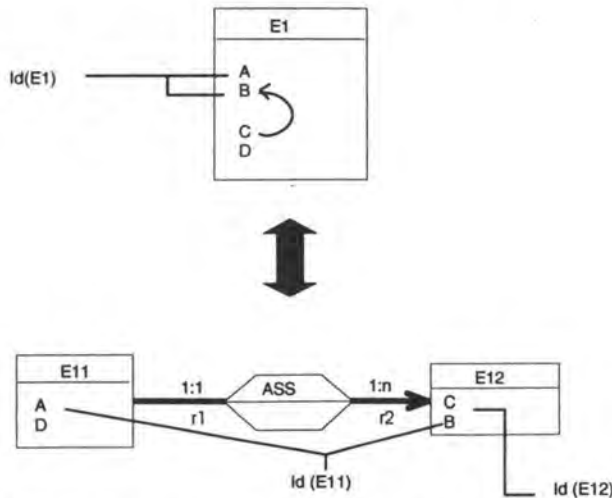 E1
Id(E1)
A
B
C
D
E11
A
D
1:1
r1
ASS
1:n
r2
E12
C
B
Id (E11)
Id (E12)